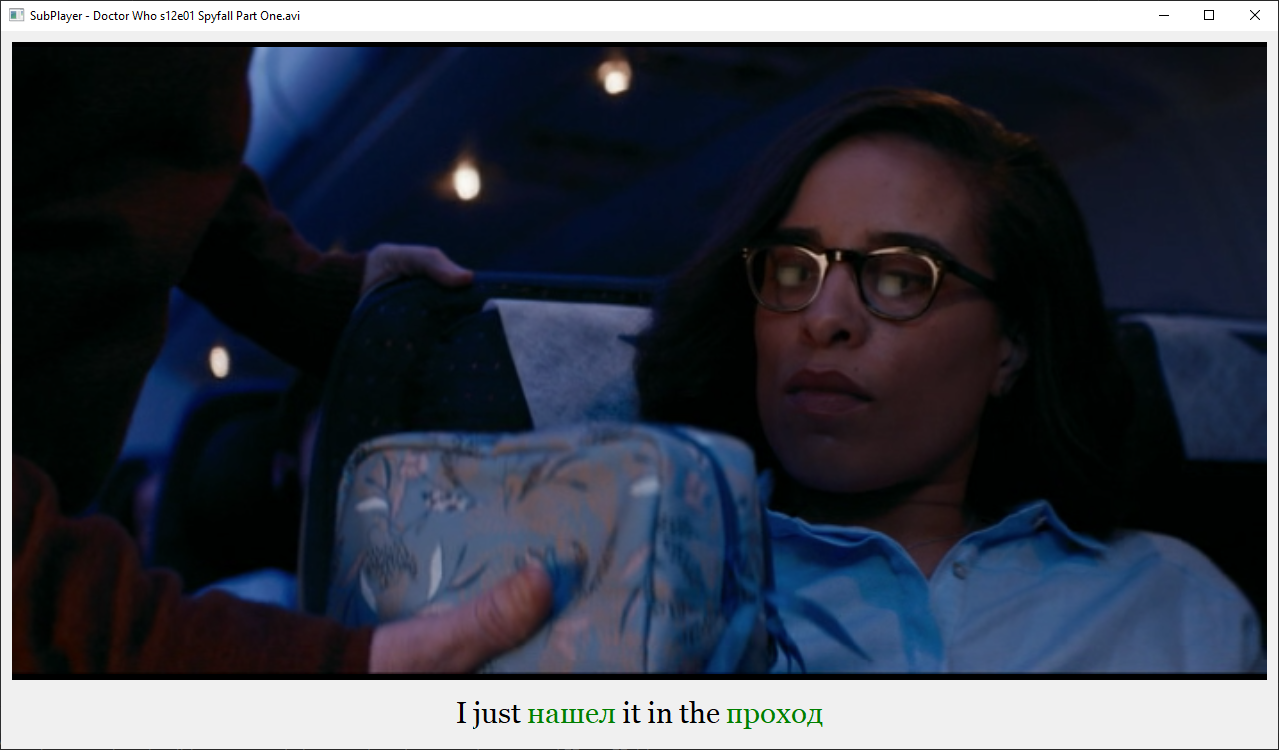 SubPlayer - Doctor Who s12e01 Spyfall Part One.avi
I just нашел it in the проход